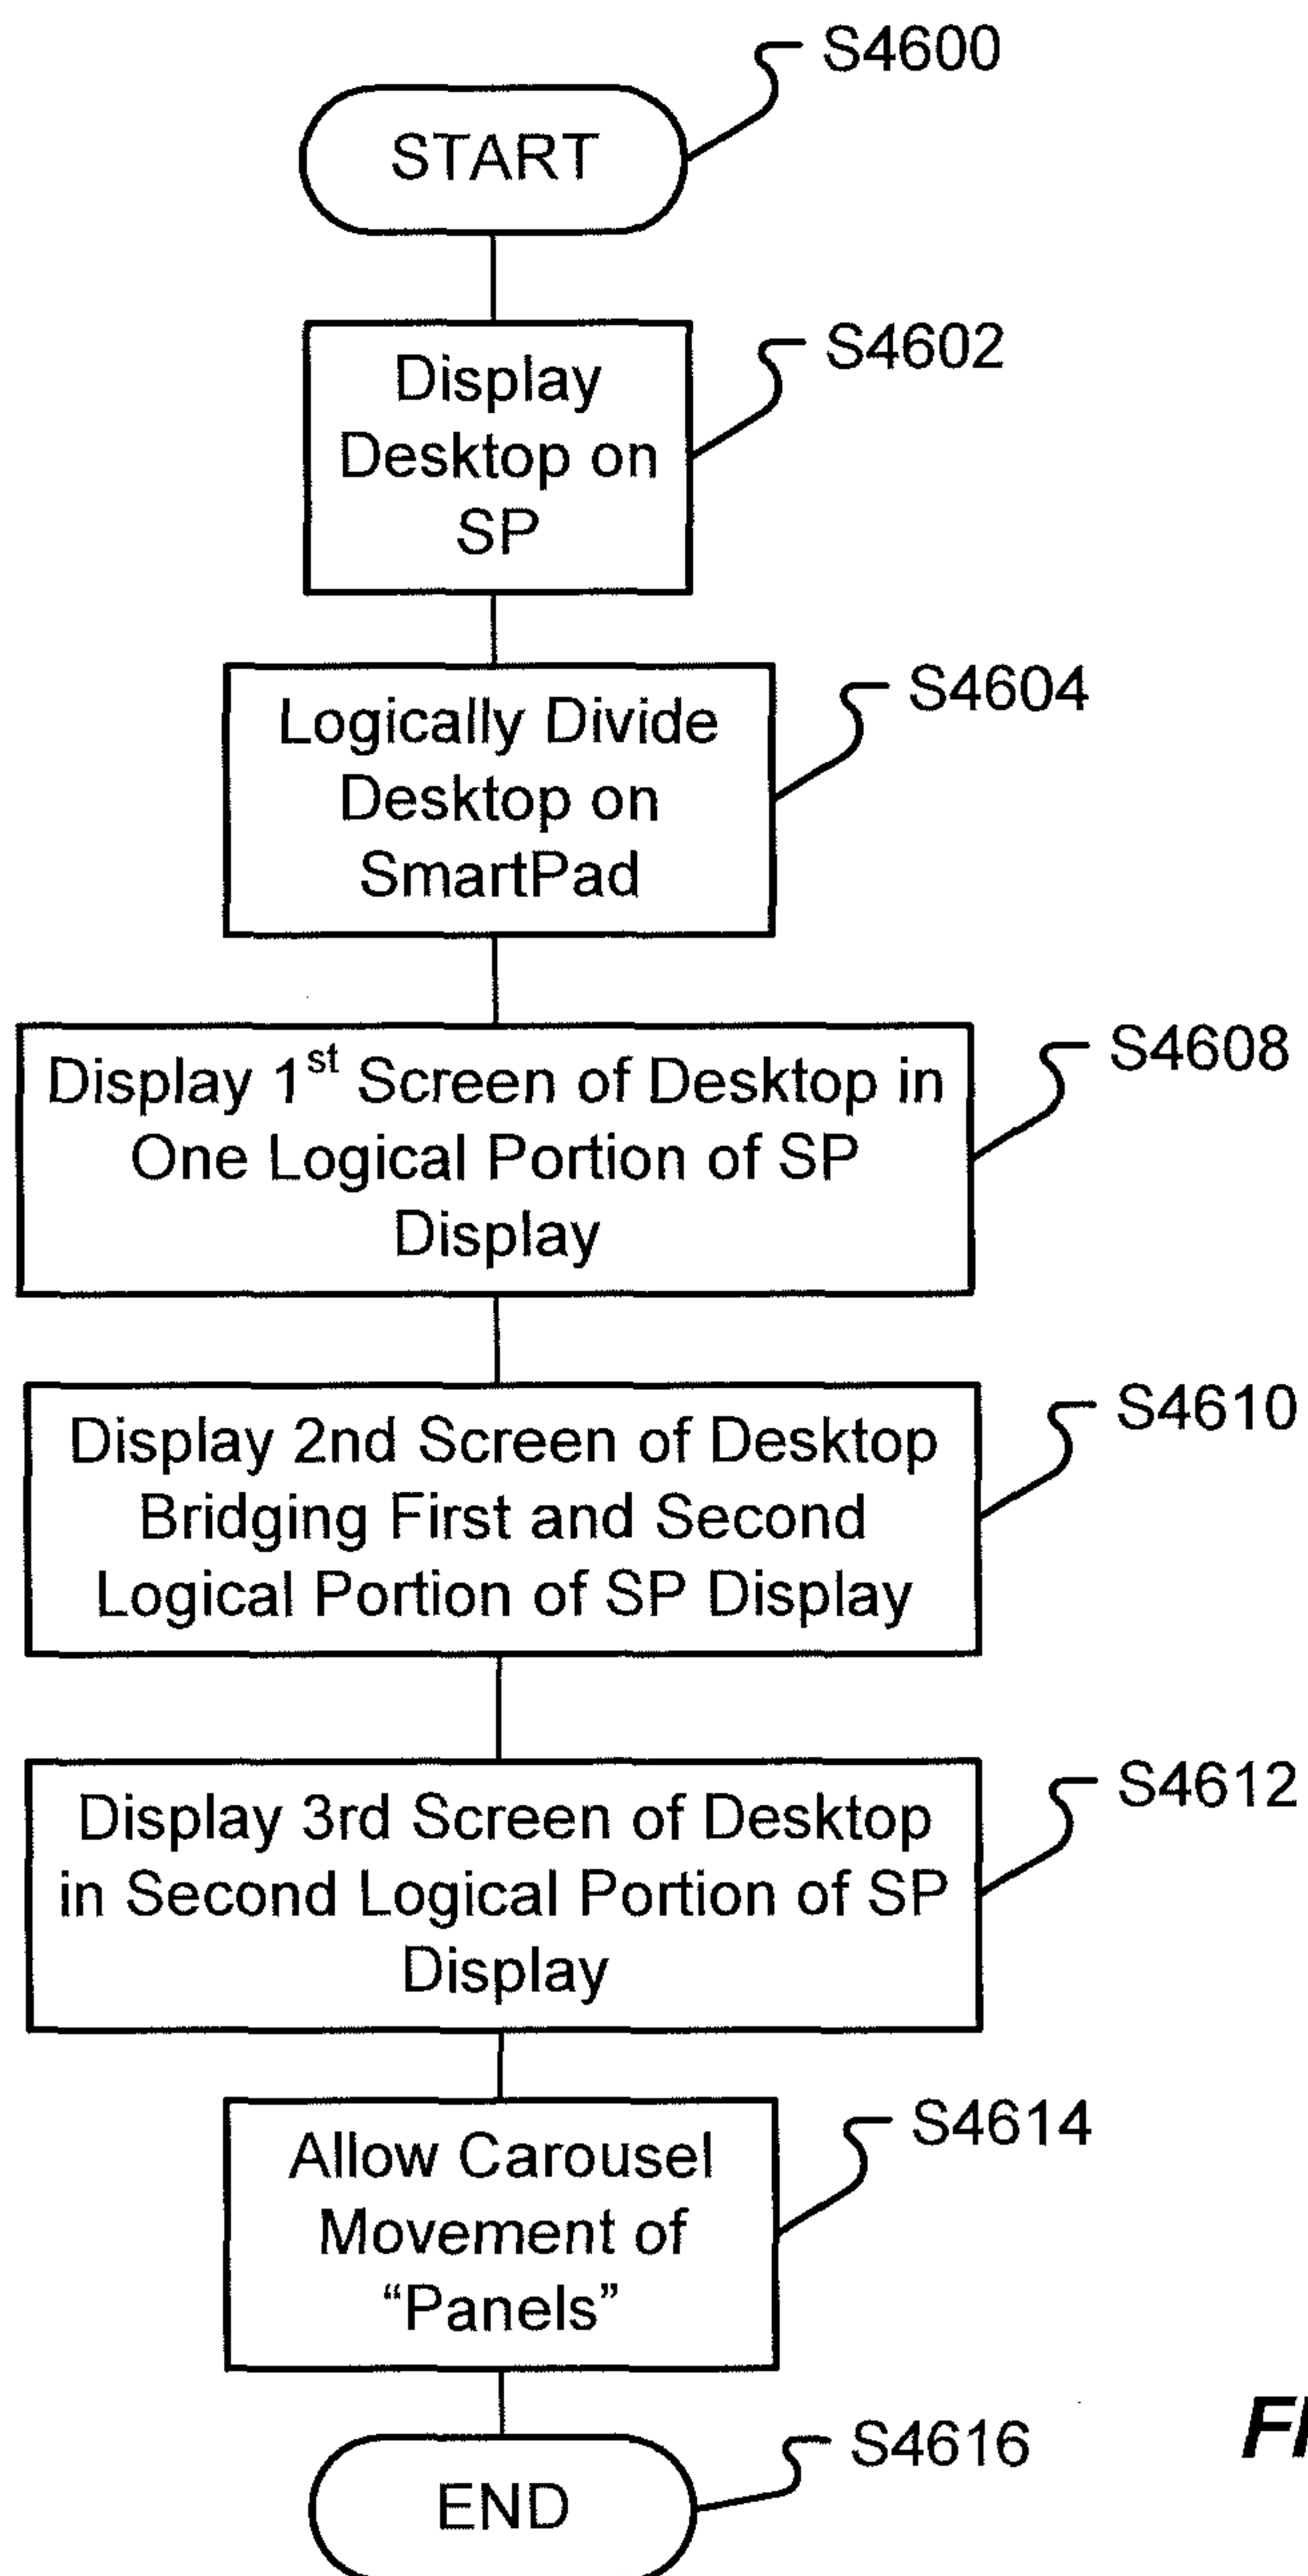 S4600
START
S4602
Display
Desktop on
SP
S4604
Logically Divide
Desktop on
SmartPad
S4608
Display 1st Screen of Desktop in
One Logical Portion of SP
Display
S4610
Display 2nd Screen of Desktop
Bridging First and Second
Logical Portion of SP Display
S4612
Display 3rd Screen of Desktop
in Second Logical Portion of SP
Display
S4614
Allow Carousel
Movement of
“Panels”
S4616
END